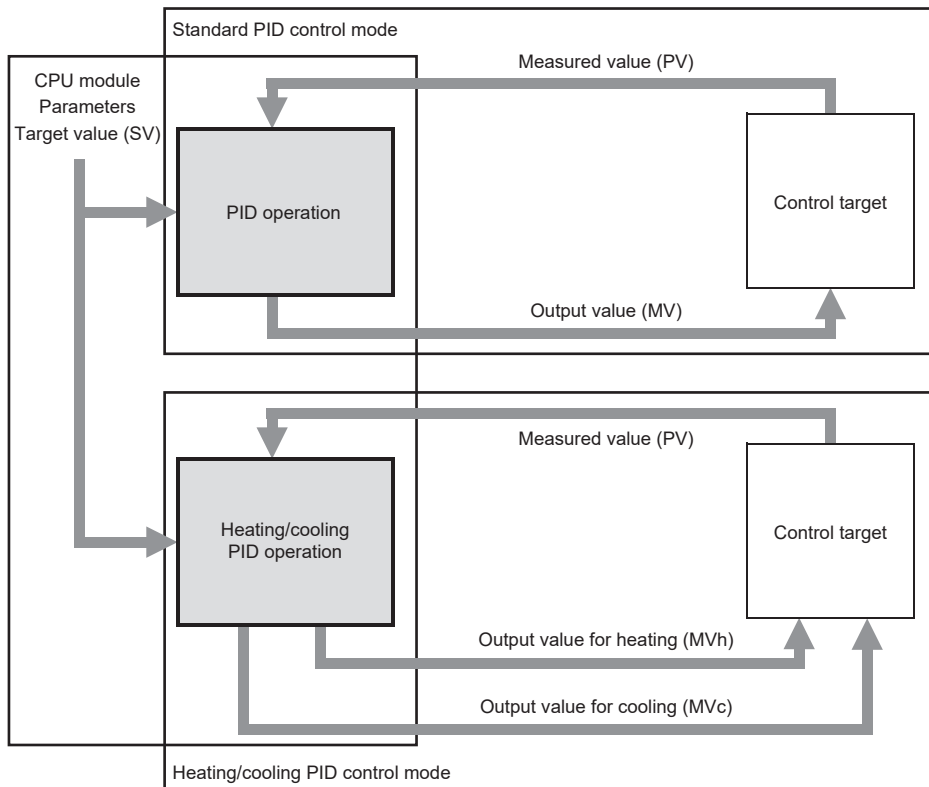 Standard PID control mode
CPU module
Parameters
Target value (SV)
Measured value (PV)
PID operation
Control target
Output value (MV)
Measured value (PV)
Heating/cooling
PID operation
Control target
Output value for heating (MVh)
Output value for cooling (MVc)
Heating/cooling PID control mode